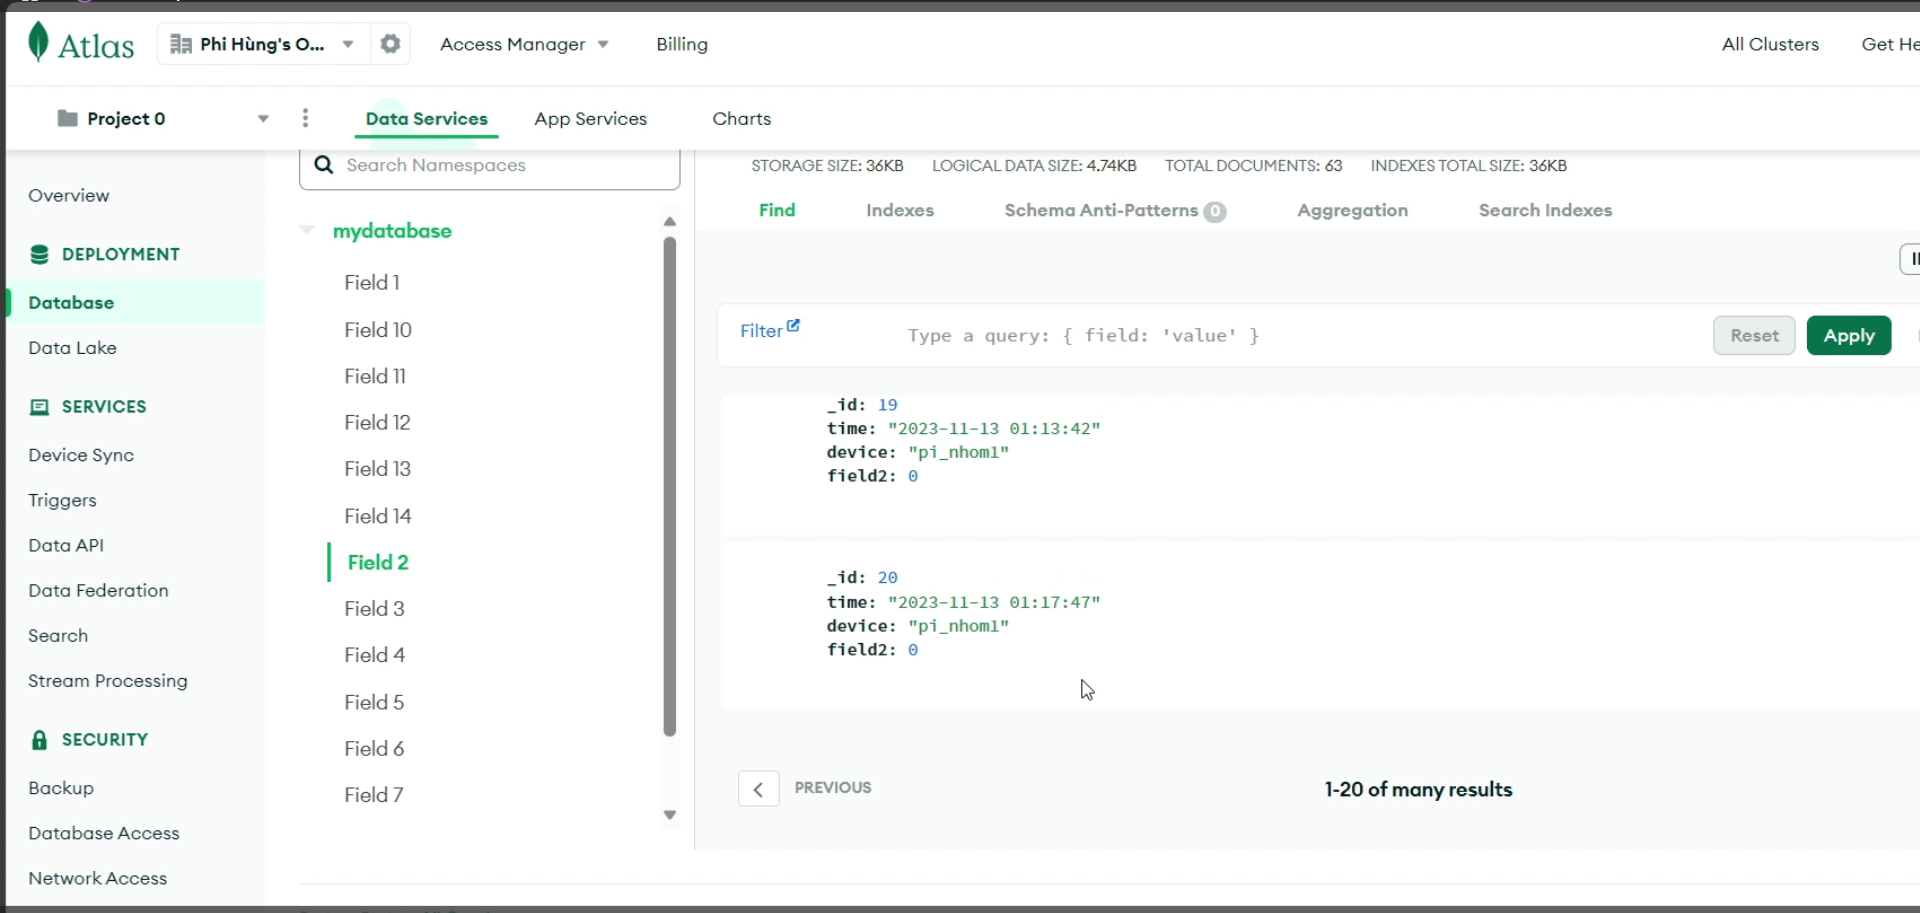 Atlas
Phi Hùng's O...
Access Manager
Billing
All Clusters
Get He
Project 0
Data Services
App Services
Charts
Overview
DEPLOYMENT
Database
Data Lake
SERVICES
Device Sync
Triggers
Data API
Data Federation
Search
Stream Processing
SECURITY
Backup
Database Access
Network Access
Search Namespaces
mydatabase
Field 1
Field 10
Field 11
Field 12
Field 13
Field 14
Field 2
Field 3
Field 4
Field 5
Field 6
Field 7
STORAGE SIZE: 36KB LOGICAL DATA SIZE: 4.74KB TOTAL DOCUMENTS: 63 INDEXES TOTAL SIZE: 36KB
Find Indexes Schema Anti-Patterns 0 Aggregation Search Indexes
Filter Type a query: { field: 'value' } Reset Apply
_id: 19
time: "2023-11-13 01:13:42"
device: "pi_nhom1"
field2: 0
_id: 20
time: "2023-11-13 01:17:47"
device: "pi_nhom1"
field2: 0
PREVIOUS
1-20 of many results